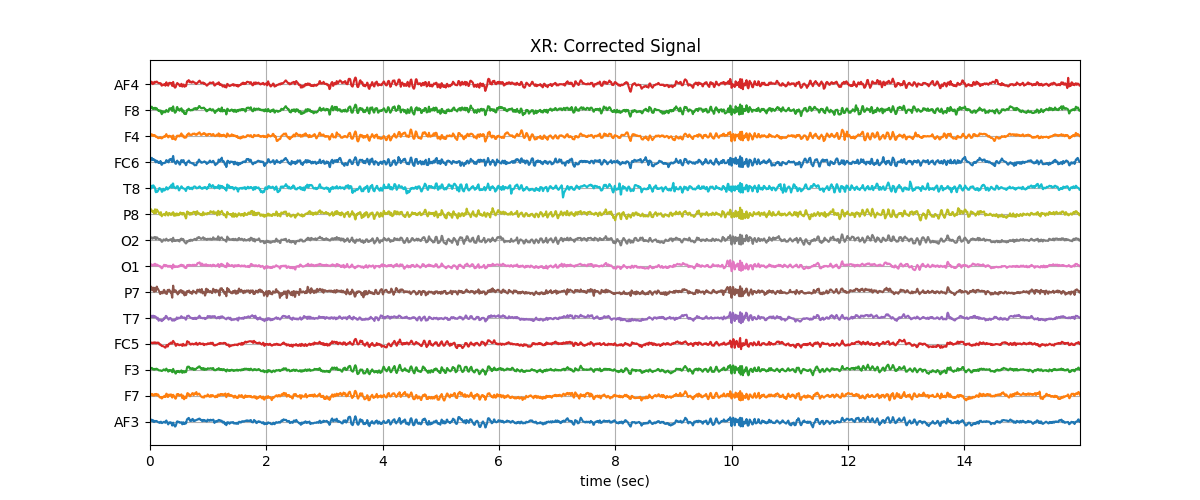 XR: Corrected Signal
AF4
F8
F4
FC6
T8
P8
O2
O1
P7
T7
FC5
F3
F7
AF3
0 2 4 6 8 10 12 14
time (sec)